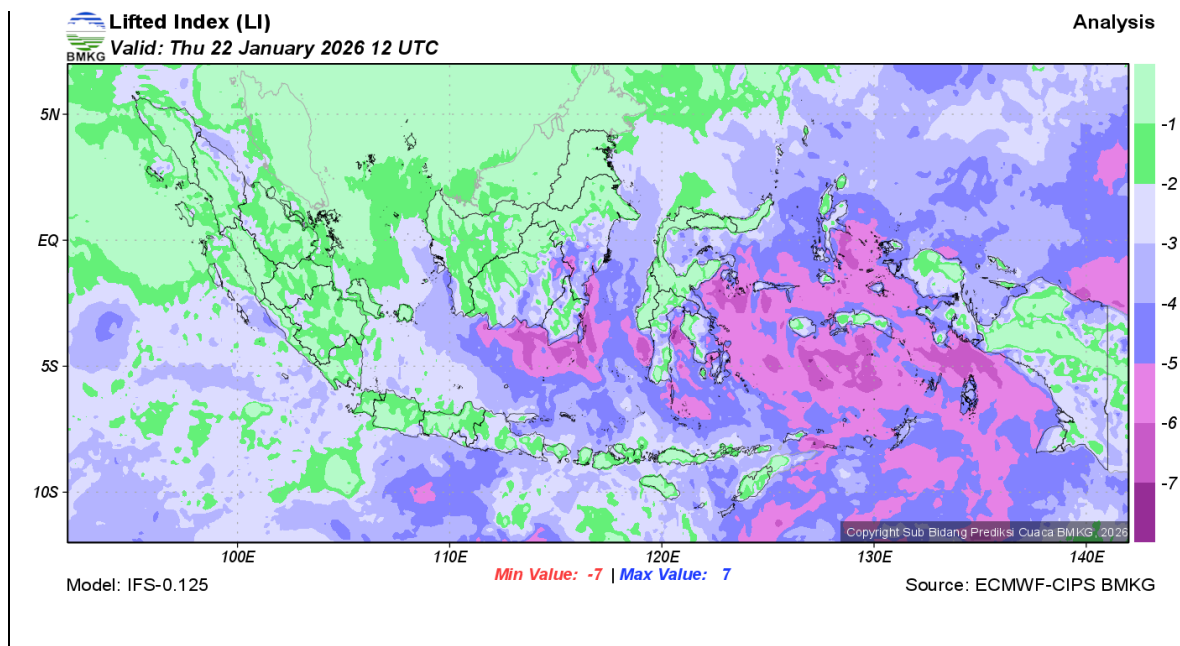 Lifted Index (LI)
Analysis
BMKG
Valid: Thu 22 January 2026 12 UTC
5N
EQ
5S
10S
-1
-2
-3
-4
-5
-6
-7
Copyright Sub Bidang Prediksi Cuaca BMKG, 2026
100E 110E 120E 130E 140E
Min Value: -7 | Max Value: 7
Model: IFS-0.125
Source: ECMWF-CIPS BMKG